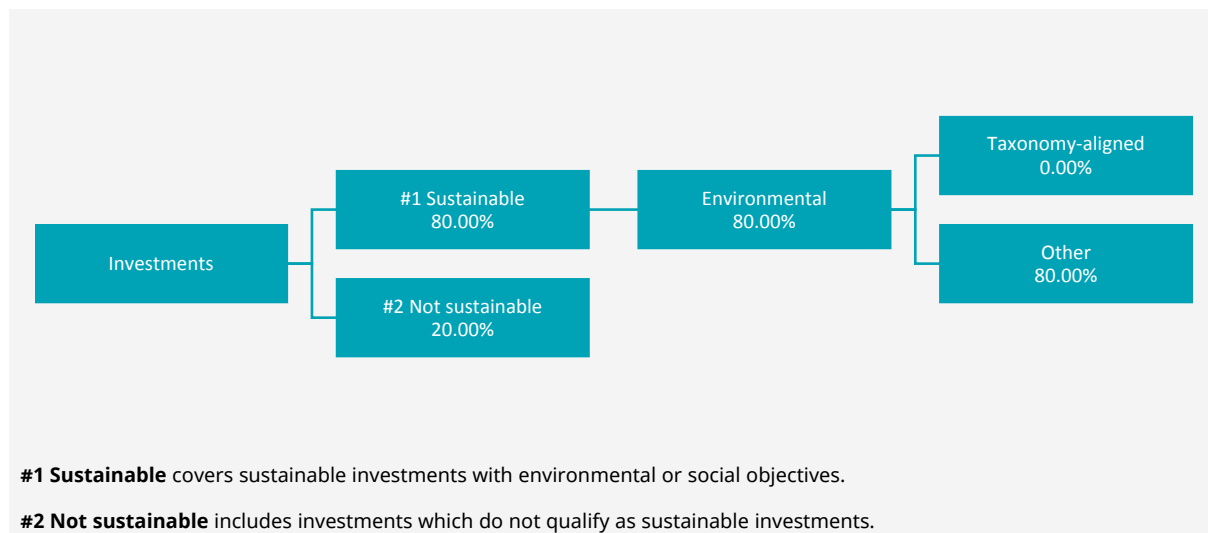 Investments
#1 Sustainable
80.00%
#2 Not sustainable
20.00%
Environmental
80.00%
Taxonomy-aligned
0.00%
Other
80.00%
#1 Sustainable covers sustainable investments with environmental or social objectives.
#2 Not sustainable includes investments which do not qualify as sustainable investments.